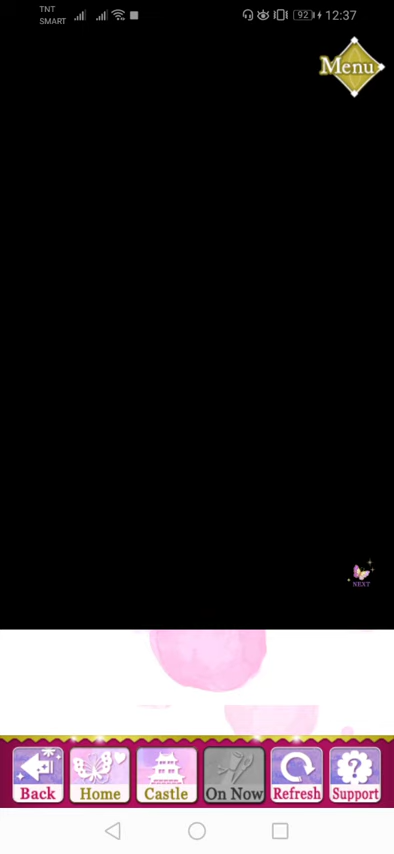 TNT
SMART
92
12:37
Menu
NEXT
Back
Home
Castle
On Now
Refresh
?
Support